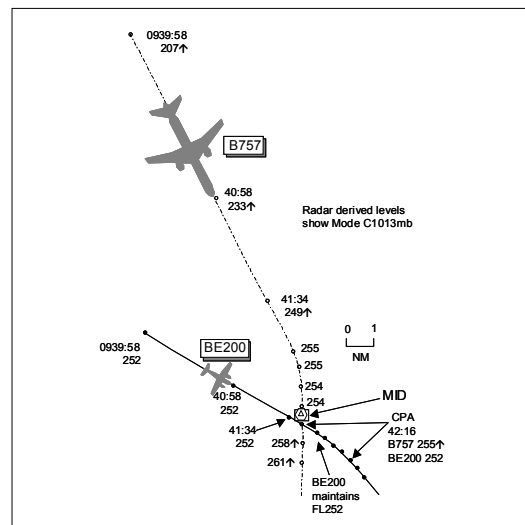 0939:58
207↑
B757
40:58
233↑
Radar derived levels
show Mode C1013mb
41:34
249↑
0 1
NM
0939:58
252
BE200
255
255
40:58
252
254
254
MID
CPA
42:16
B757 255↑
BE200 252
41:34
252
258↑
261↑
BE200
maintains
FL252